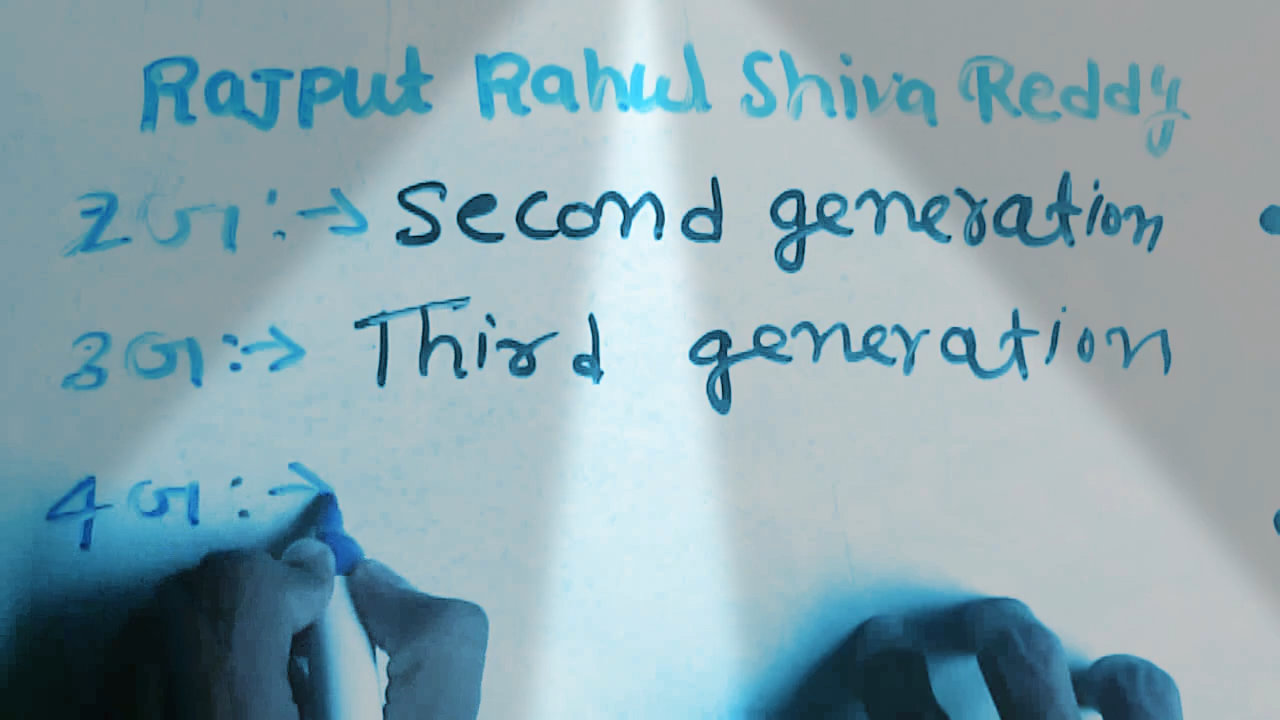 RAJPUT Rahul Shiva Reddy
2G :→ Second generation
3G :→ Third generation
4G :→